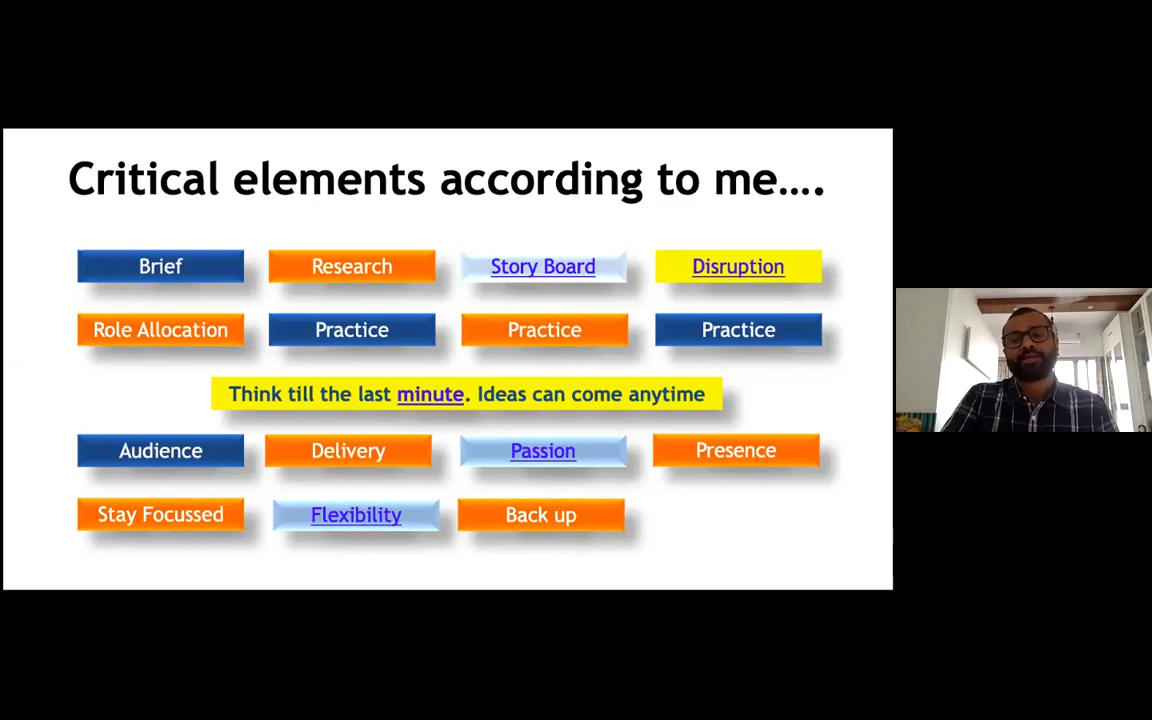 Critical elements according to me....
Brief
Research
Story Board
Disruption
Role Allocation
Practice
Practice
Practice
Think till the last minute. Ideas can come anytime
Audience
Delivery
Passion
Presence
Stay Focussed
Flexibility
Back up